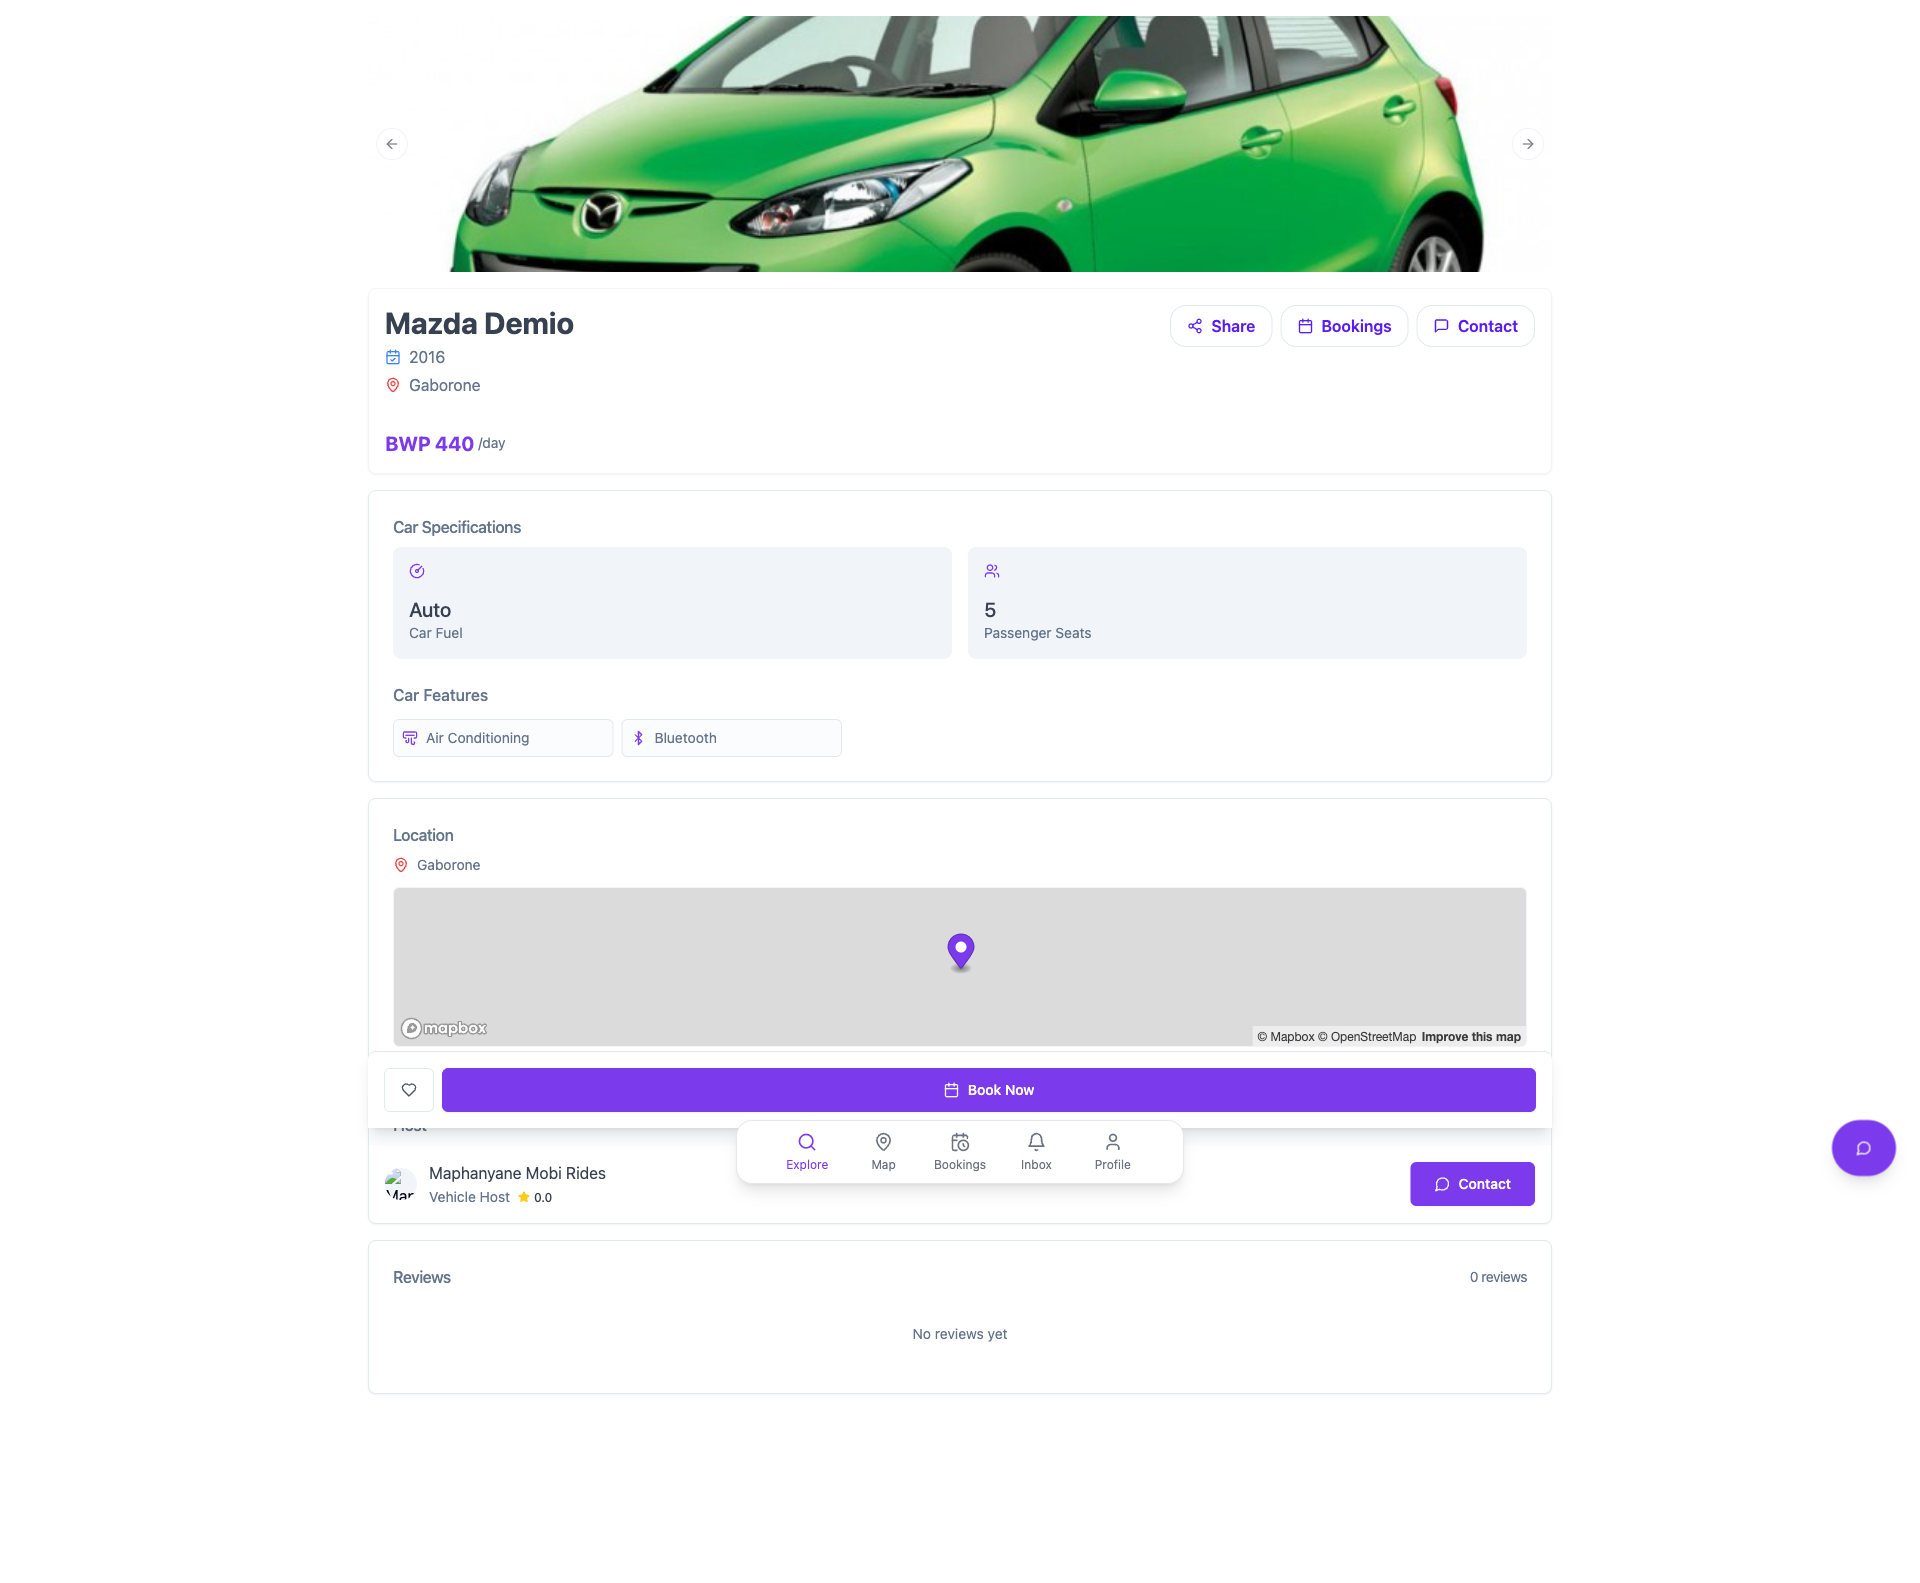 Mazda Demio
2016
Gaborone
BWP 440 /day
Share
Bookings
Contact
Car Specifications
Auto
Car Fuel
5
Passenger Seats
Car Features
Air Conditioning
Bluetooth
Location
Gaborone
mapbox
© Mapbox © OpenStreetMap Improve this map
Book Now
Host
Explore
Map
Bookings
Inbox
Profile
Maphanyane Mobi Rides
Vehicle Host 0.0
Contact
Reviews
0 reviews
No reviews yet